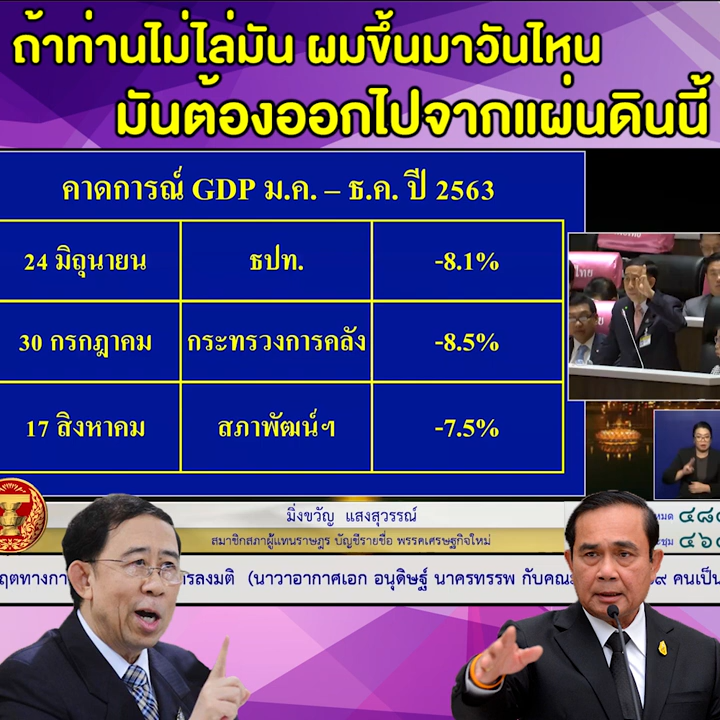 ถ้าท่านไม่ไล่มัน ผมขึ้นมาวันไหน
มันต้องออกไปจากแผ่นดินนี้
คาดการณ์ GDP ม.ค. – ธ.ค. ปี 2563
24 มิถุนายน ธปท. -8.1%
30 กรกฎาคม กระทรวงการคลัง -8.5%
17 สิงหาคม สภาพัฒน์ฯ -7.5%
มิ่งขวัญ แสงสุวรรณ์
สมาชิกสภาผู้แทนราษฎร บัญชีรายชื่อ พรรคเศรษฐกิจใหม่
ลงมติ (นาวาอากาศเอก อนุดิษฐ์ นาครทรรพ กับคณะ คนเป็น